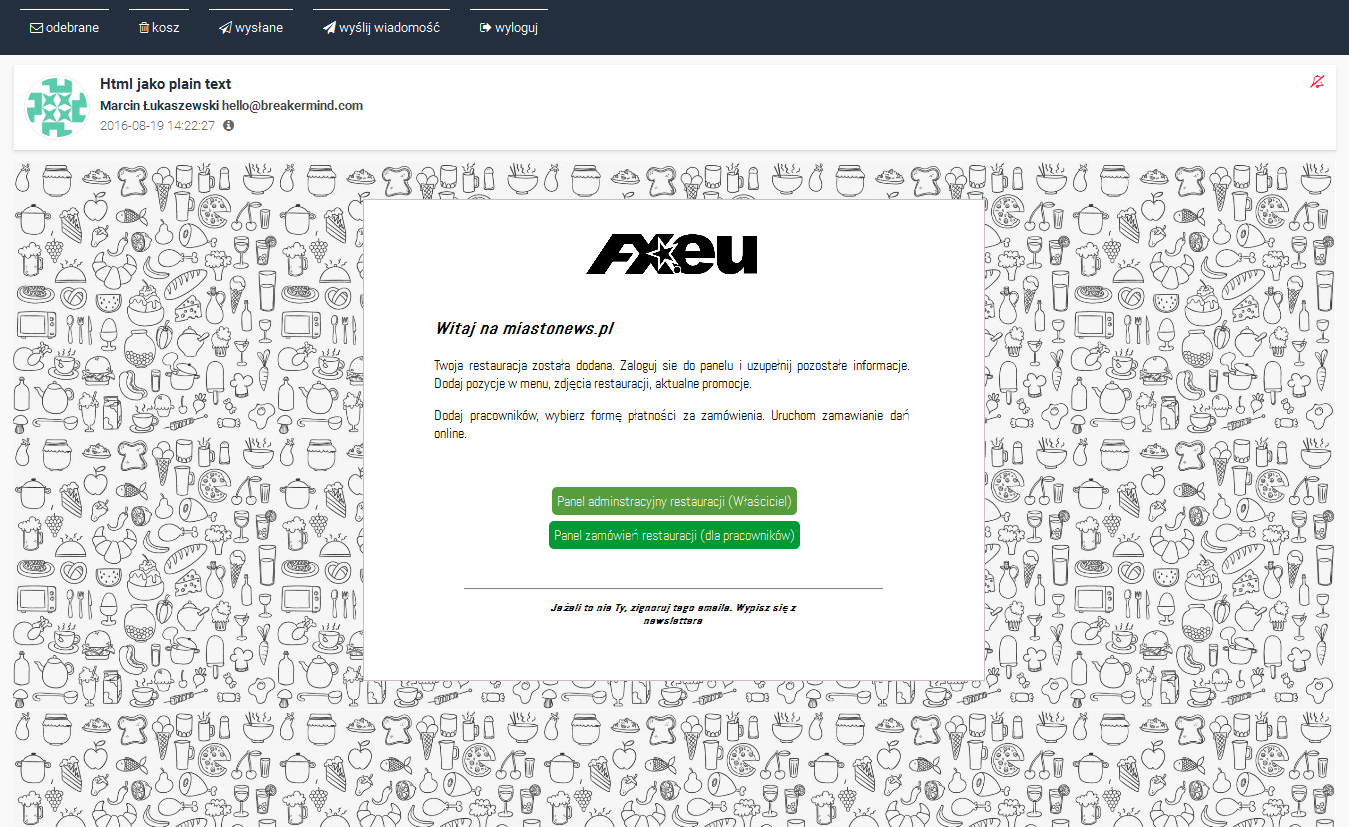 odebrane kosz wysłane wyślij wiadomość wyloguj
Html jako plain text
Marcin Łukaszewski hello@breakermind.com
2016-08-19 14:22:27
FX.eu
Witaj na miastonews.pl
Twoja restauracja została dodana. Zaloguj sie do panelu i uzupełnij pozostałe informacje.
Dodaj pozycje w menu, zdjęcia restauracji, aktualne promocje.
Dodaj pracowników, wybierz formę płatności za zamówienia. Uruchom zamawianie dań
online.
Panel adminstracyjny restauracji (Właściciel)
Panel zamówień restauracji (dla pracowników)
Jeżeli to nie Ty, zignoruj tego emaila. Wypisz się z
newslettera